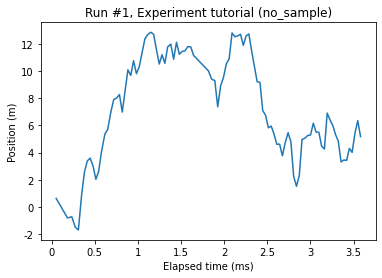 Run #1, Experiment tutorial (no_sample)
Position (m)
12
10
8
6
4
2
0
-2
0 0.5 1 1.5 2 2.5 3 3.5
Elapsed time (ms)